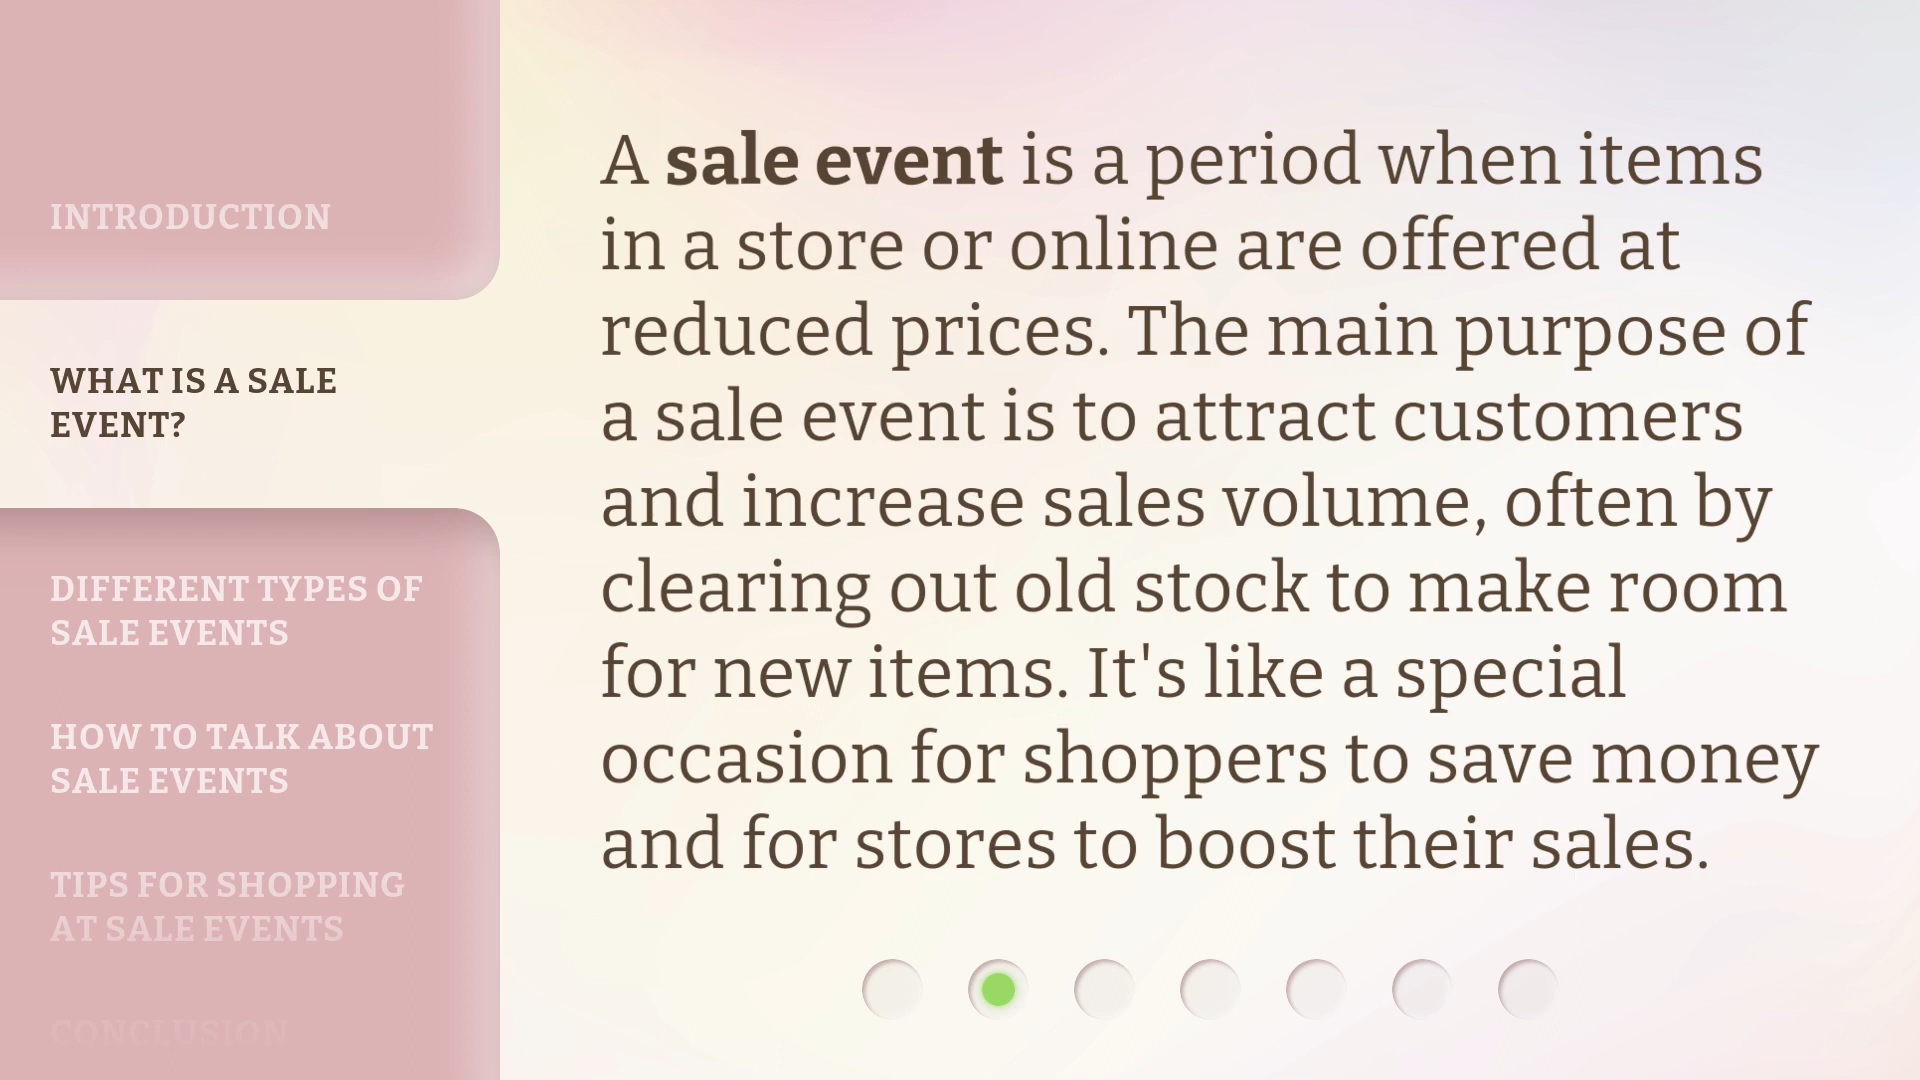 INTRODUCTION
WHAT IS A SALE
EVENT?
DIFFERENT TYPES OF
SALE EVENTS
HOW TO TALK ABOUT
SALE EVENTS
TIPS FOR SHOPPING
AT SALE EVENTS
CONCLUSION
A sale event is a period when items
in a store or online are offered at
reduced prices. The main purpose of
a sale event is to attract customers
and increase sales volume, often by
clearing out old stock to make room
for new items. It's like a special
occasion for shoppers to save money
and for stores to boost their sales.